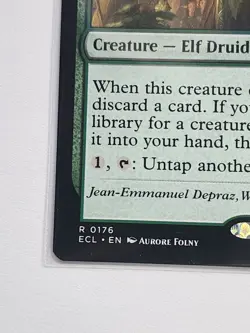 Creature — Elf Druid
When this creature
discard a card. If you
library for a creature
it into your hand, th
1, : Untap anothe
Jean-Emmanuel Depraz, W
R 0176
ECL • EN AURORE FOLNY